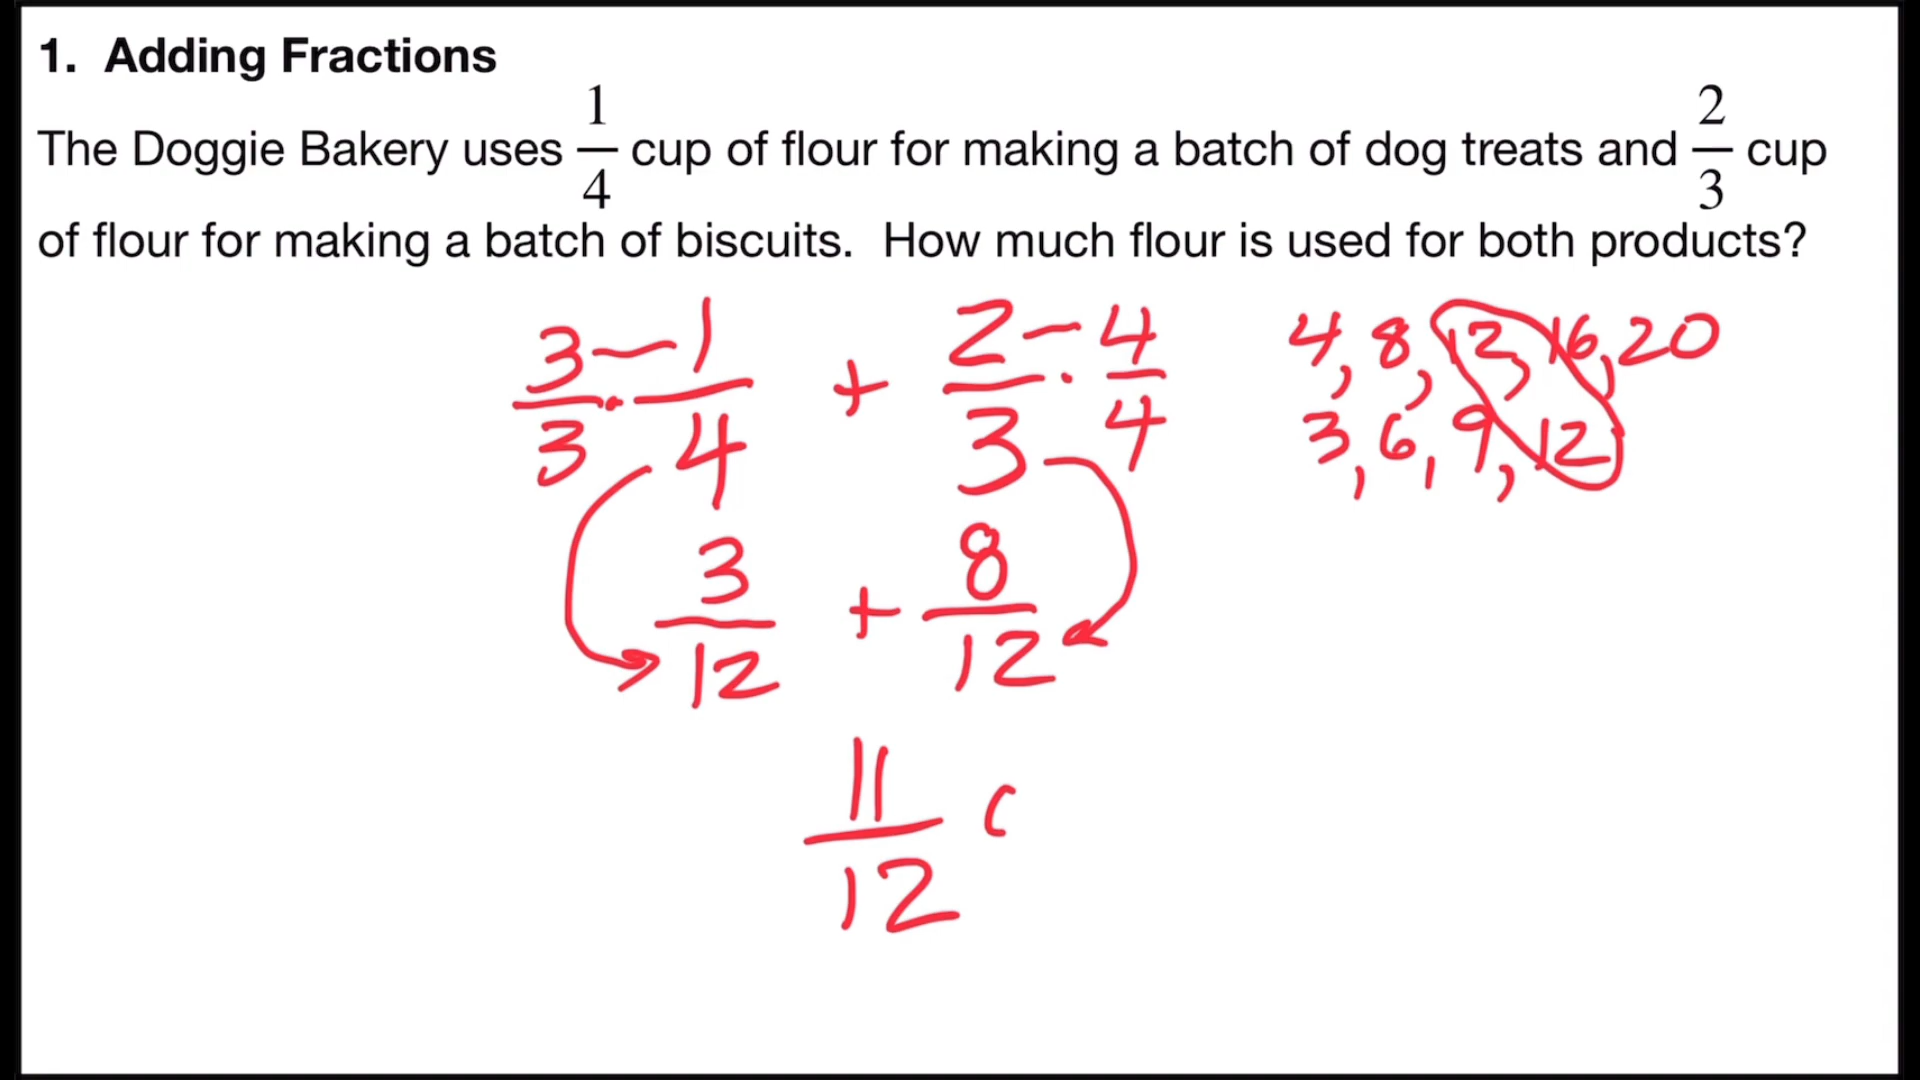 1. Adding Fractions
The Doggie Bakery uses 1/4 cup of flour for making a batch of dog treats and 2/3 cup
of flour for making a batch of biscuits. How much flour is used for both products?
3/3 · 1/4 + 2/3 · 4/4
4, 8, 12, 16, 20
3, 6, 9, 12
3/12 + 8/12
11/12 c